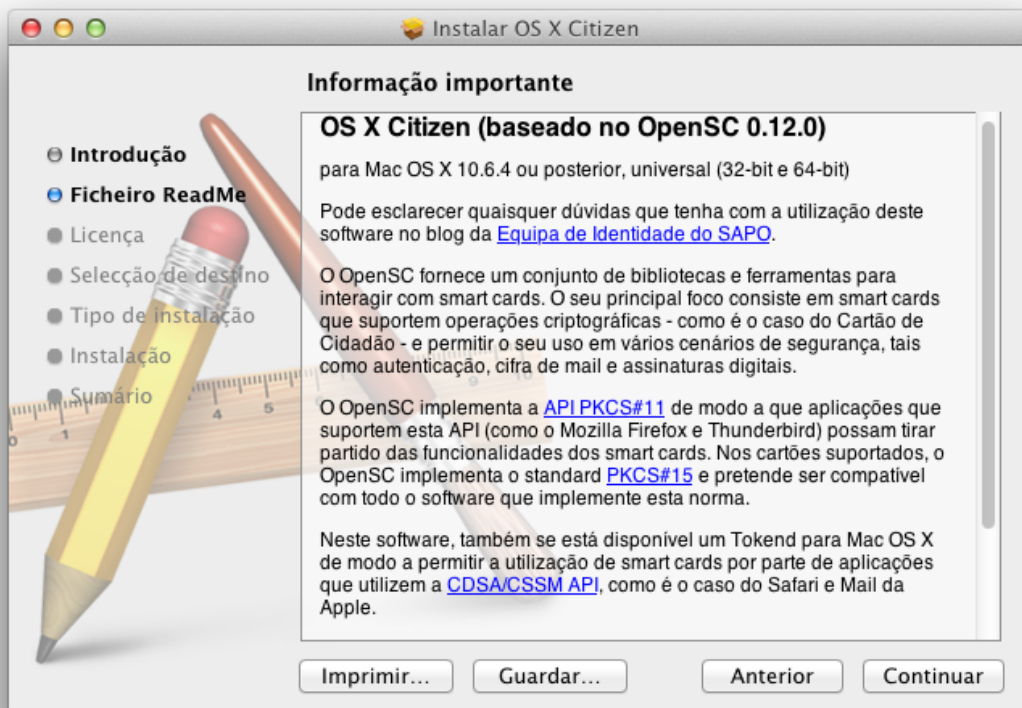 Instalar OS X Citizen
Informação importante
Introdução
Ficheiro ReadMe
Licença
Selecção de destino
Tipo de instalação
Instalação
Sumário
OS X Citizen (baseado no OpenSC 0.12.0)
para Mac OS X 10.6.4 ou posterior, universal (32-bit e 64-bit)
Pode esclarecer quaisquer dúvidas que tenha com a utilização deste
software no blog da Equipa de Identidade do SAPO.
O OpenSC fornece um conjunto de bibliotecas e ferramentas para
interagir com smart cards. O seu principal foco consiste em smart cards
que suportem operações criptográficas - como é o caso do Cartão de
Cidadão - e permitir o seu uso em vários cenários de segurança, tais
como autenticação, cifra de mail e assinaturas digitais.
O OpenSC implementa a API PKCS#11 de modo a que aplicações que
suportem esta API (como o Mozilla Firefox e Thunderbird) possam tirar
partido das funcionalidades dos smart cards. Nos cartões suportados, o
OpenSC implementa o standard PKCS#15 e pretende ser compatível
com todo o software que implemente esta norma.
Neste software, também se está disponível um Tokend para Mac OS X
de modo a permitir a utilização de smart cards por parte de aplicações
que utilizem a CDSA/CSSM API, como é o caso do Safari e Mail da
Apple.
0 1 4 5 9 10
Imprimir... Guardar... Anterior Continuar